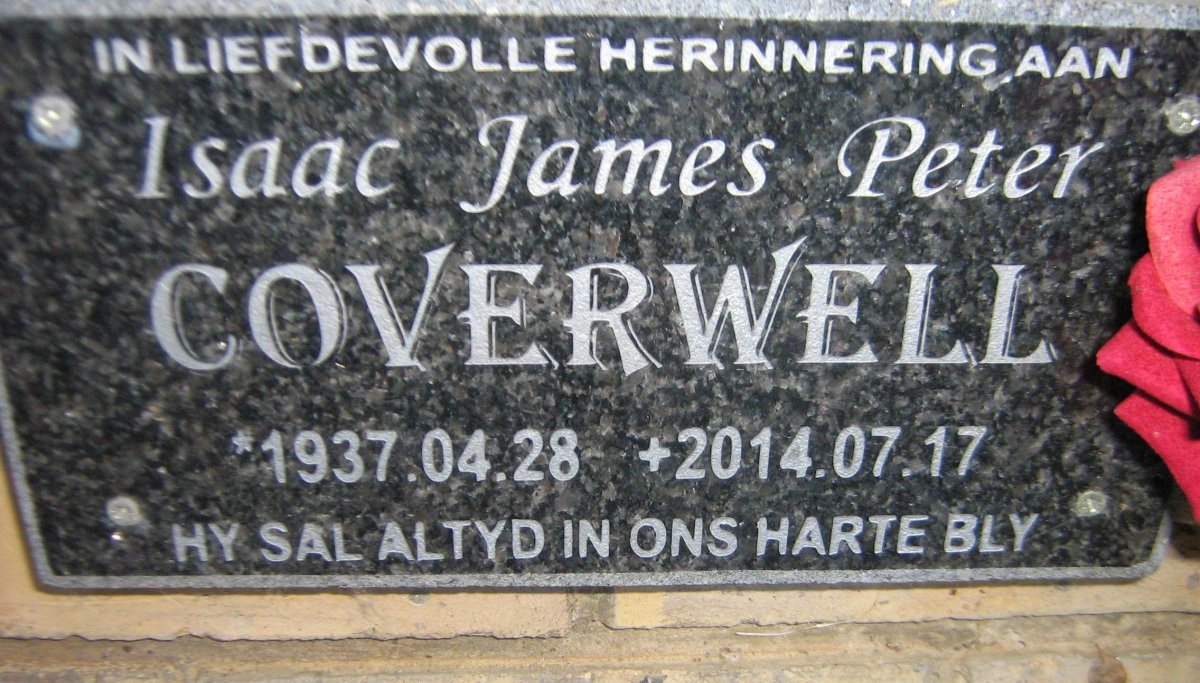 IN LIEFDEVOLLE HERINNERING AAN
Isaac James Peter
COVERWELL
*1937.04.28 +2014.07.17
HY SAL ALTYD IN ONS HARTE BLY